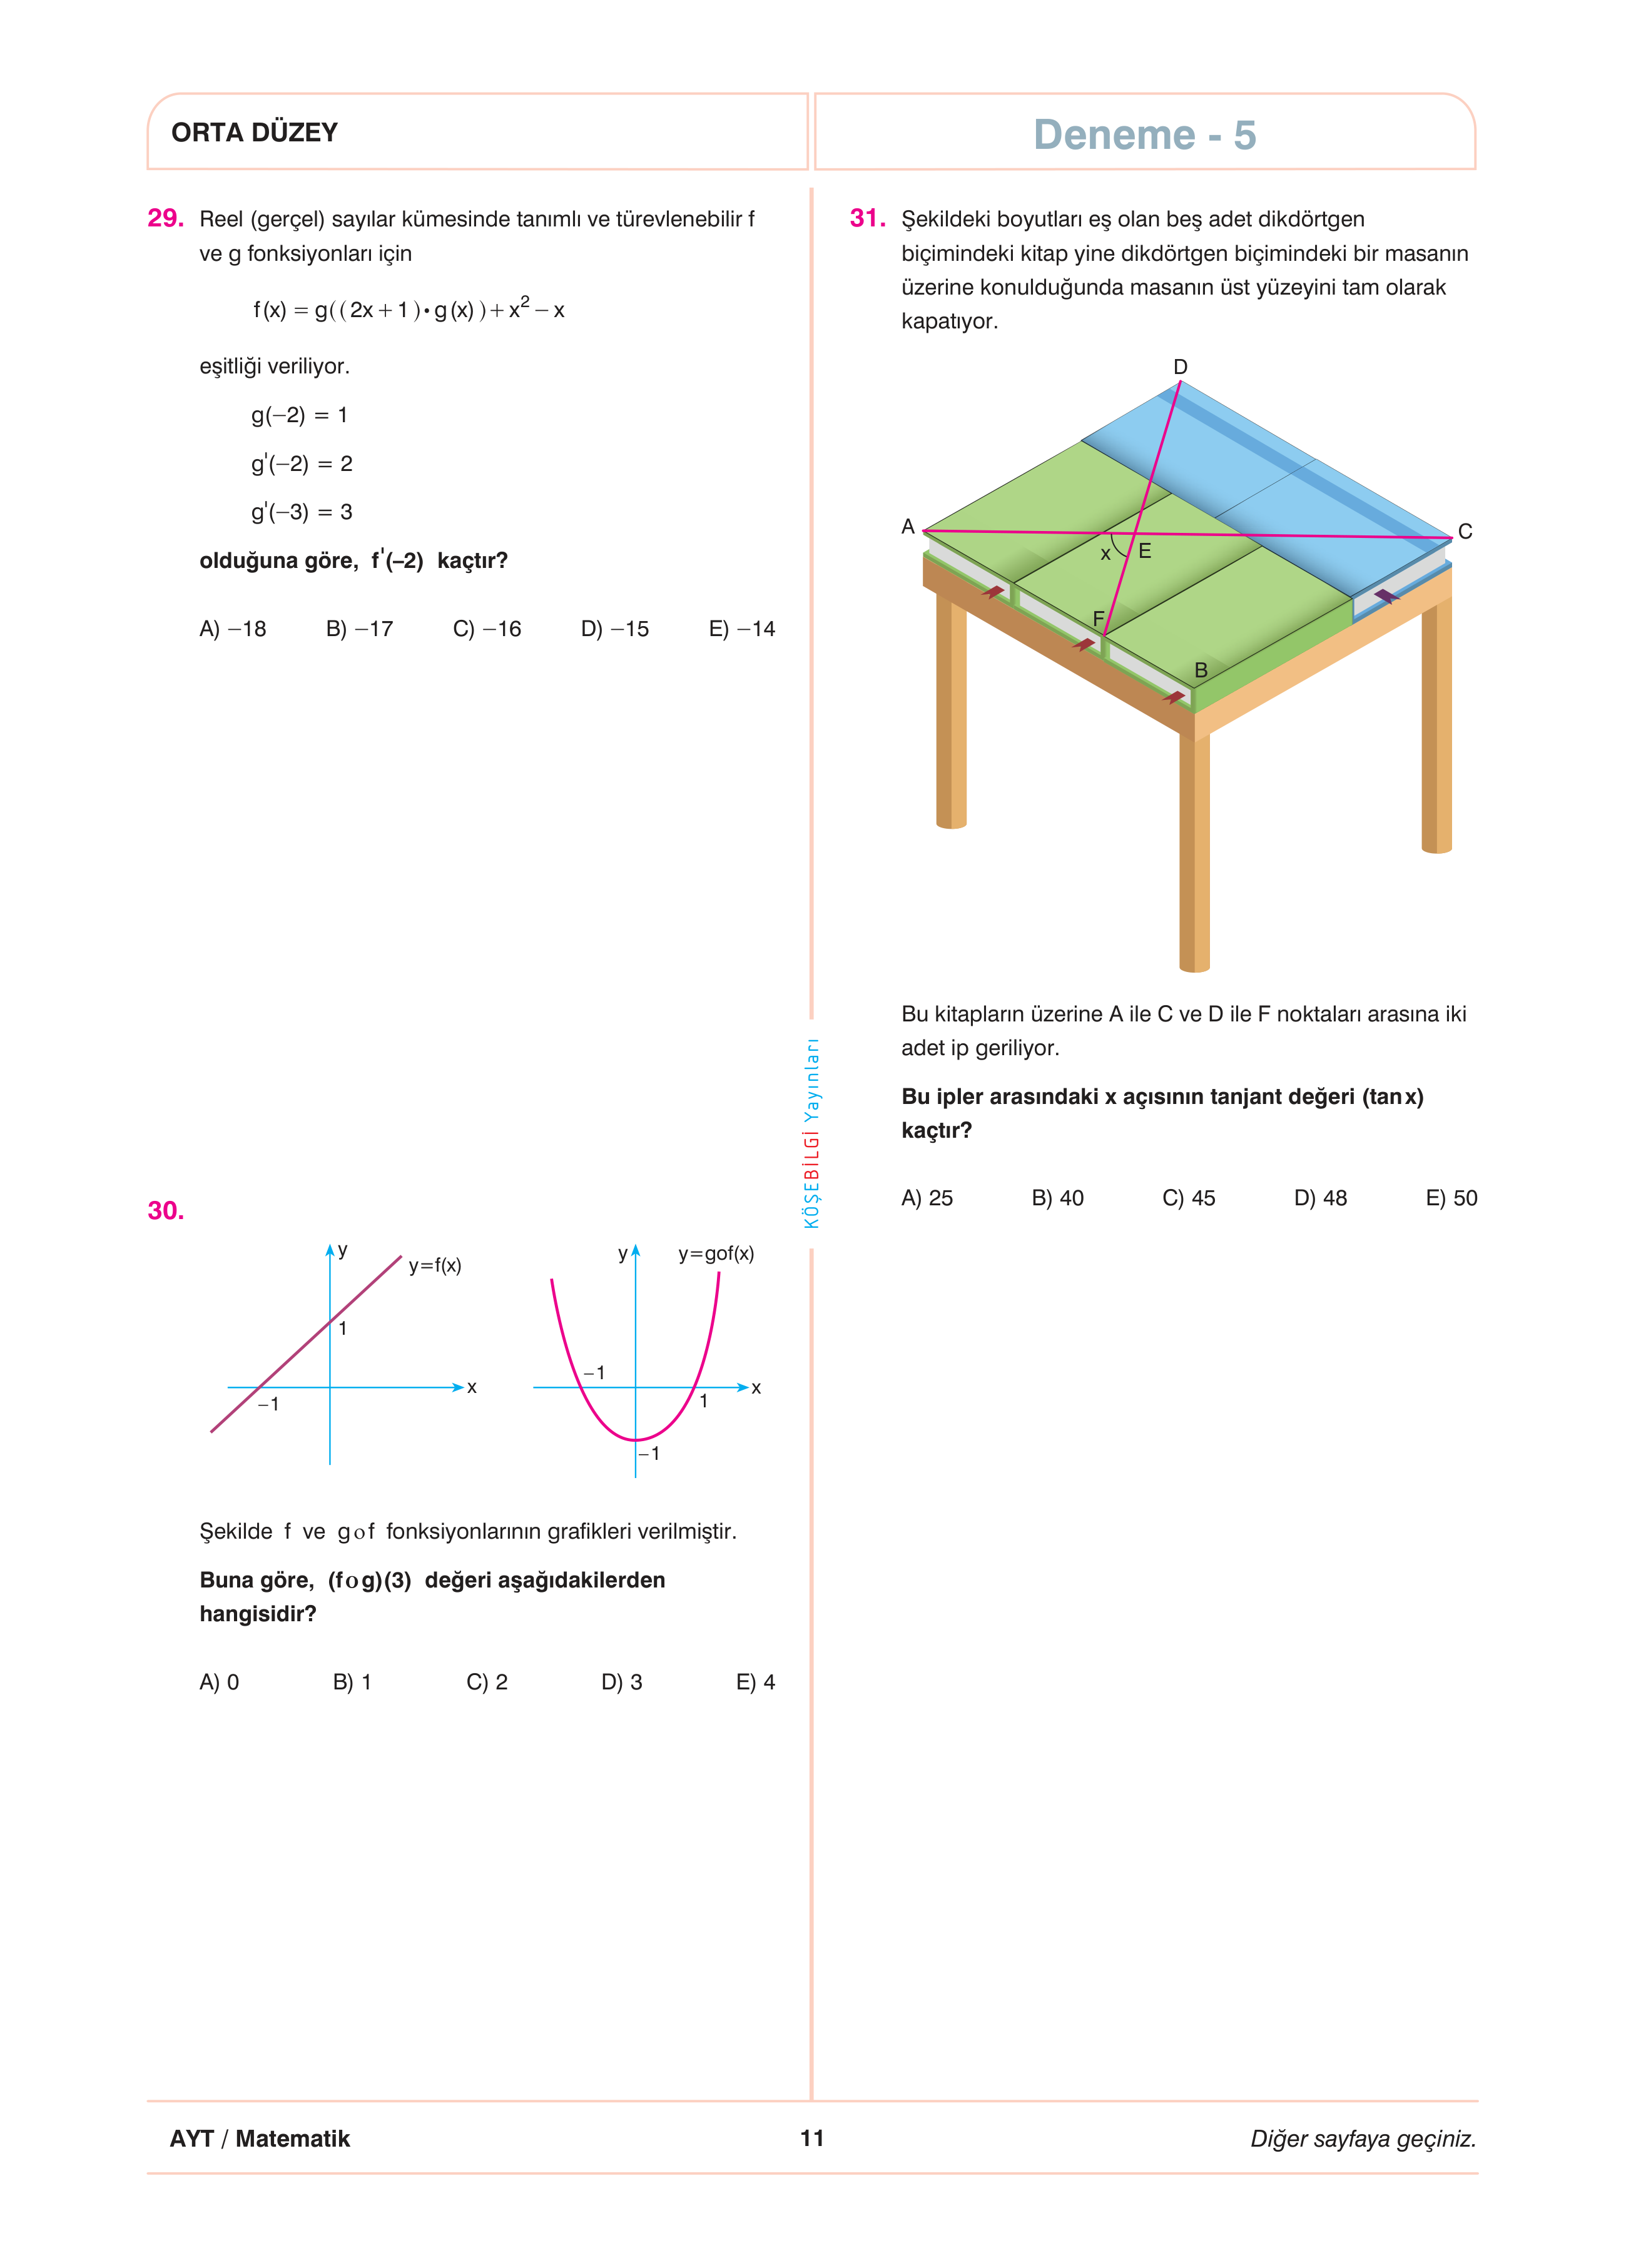 ORTA DÜZEY
Deneme - 5
29. Reel (gerçel) sayılar kümesinde tanımlı ve türevlenebilir f
ve g fonksiyonları için
f(x) = g((2x + 1)•g(x)) + x² – x
eşitliği veriliyor.
g(–2) = 1
g'(–2) = 2
g'(–3) = 3
olduğuna göre, f'(–2) kaçtır?
A) –18 B) –17 C) –16 D) –15 E) –14
30.
y
y=f(x)
1
–1
x
y
y=gof(x)
–1
1
x
–1
Şekilde f ve gof fonksiyonlarının grafikleri verilmiştir.
Buna göre, (fog)(3) değeri aşağıdakilerden
hangisidir?
A) 0 B) 1 C) 2 D) 3 E) 4
KÖŞEBİLGİ Yayınları
31. Şekildeki boyutları eş olan beş adet dikdörtgen
biçimindeki kitap yine dikdörtgen biçimindeki bir masanın
üzerine konulduğunda masanın üst yüzeyini tam olarak
kapatıyor.
D
A
C
x
E
F
B
Bu kitapların üzerine A ile C ve D ile F noktaları arasına iki
adet ip geriliyor.
Bu ipler arasındaki x açısının tanjant değeri (tanx)
kaçtır?
A) 25 B) 40 C) 45 D) 48 E) 50
AYT / Matematik
11
Diğer sayfaya geçiniz.